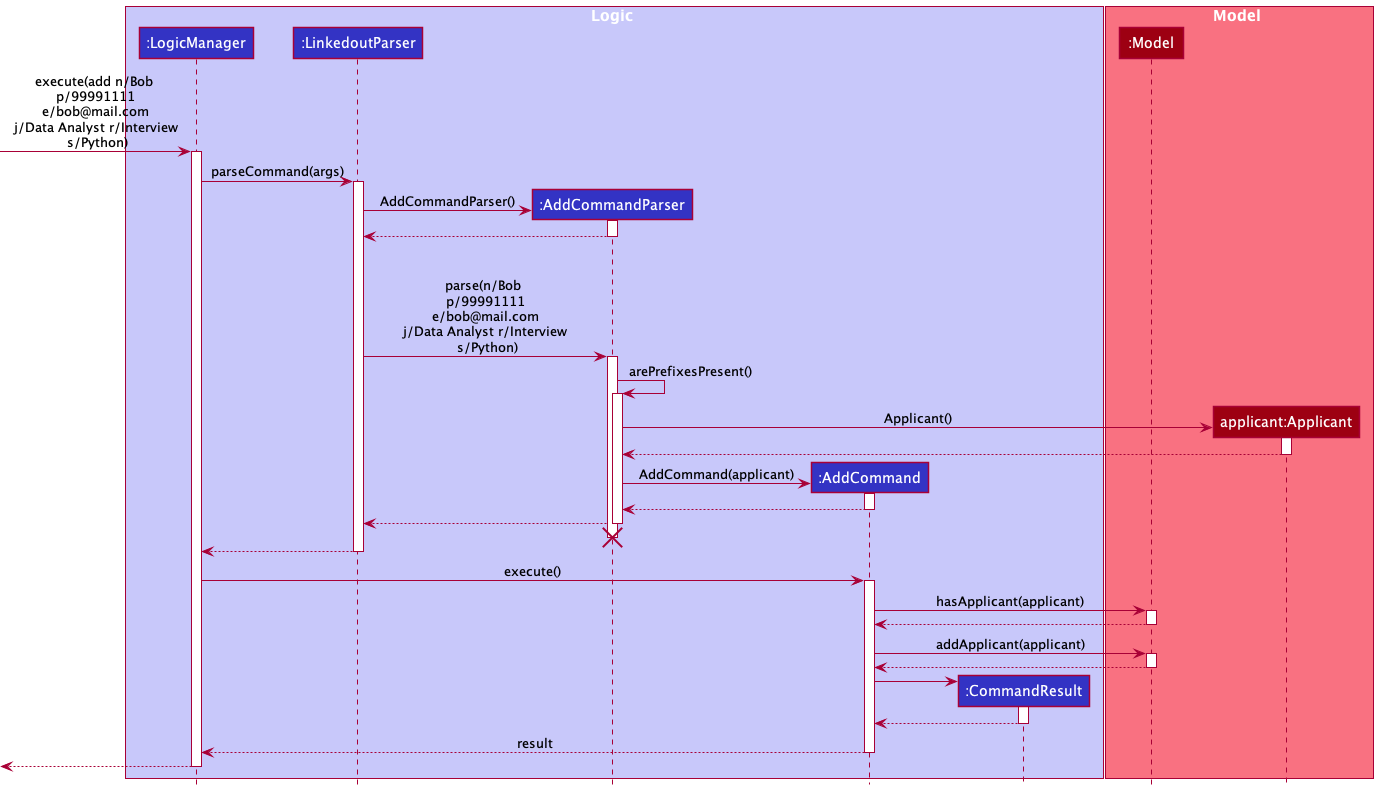 Logic
Model
:LogicManager
:LinkedoutParser
:Model
execute(add n/Bob
p/99991111
e/bob@mail.com
j/Data Analyst r/Interview
s/Python)
parseCommand(args)
AddCommandParser()
:AddCommandParser
parse(n/Bob
p/99991111
e/bob@mail.com
j/Data Analyst r/Interview
s/Python)
arePrefixesPresent()
Applicant()
applicant:Applicant
AddCommand(applicant)
:AddCommand
execute()
hasApplicant(applicant)
addApplicant(applicant)
:CommandResult
result